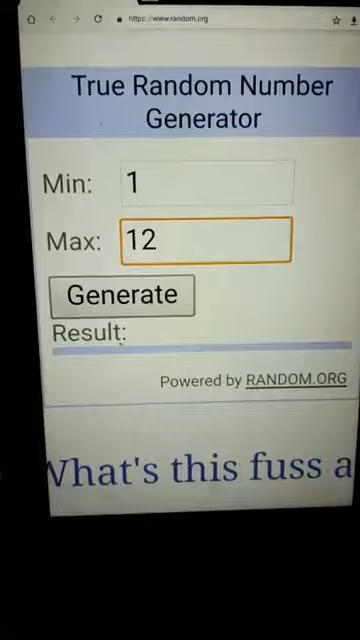 https://www.random.org
True Random Number
Generator
Min: 1
Max: 12
Generate
Result:
Powered by RANDOM.ORG
What's this fuss a